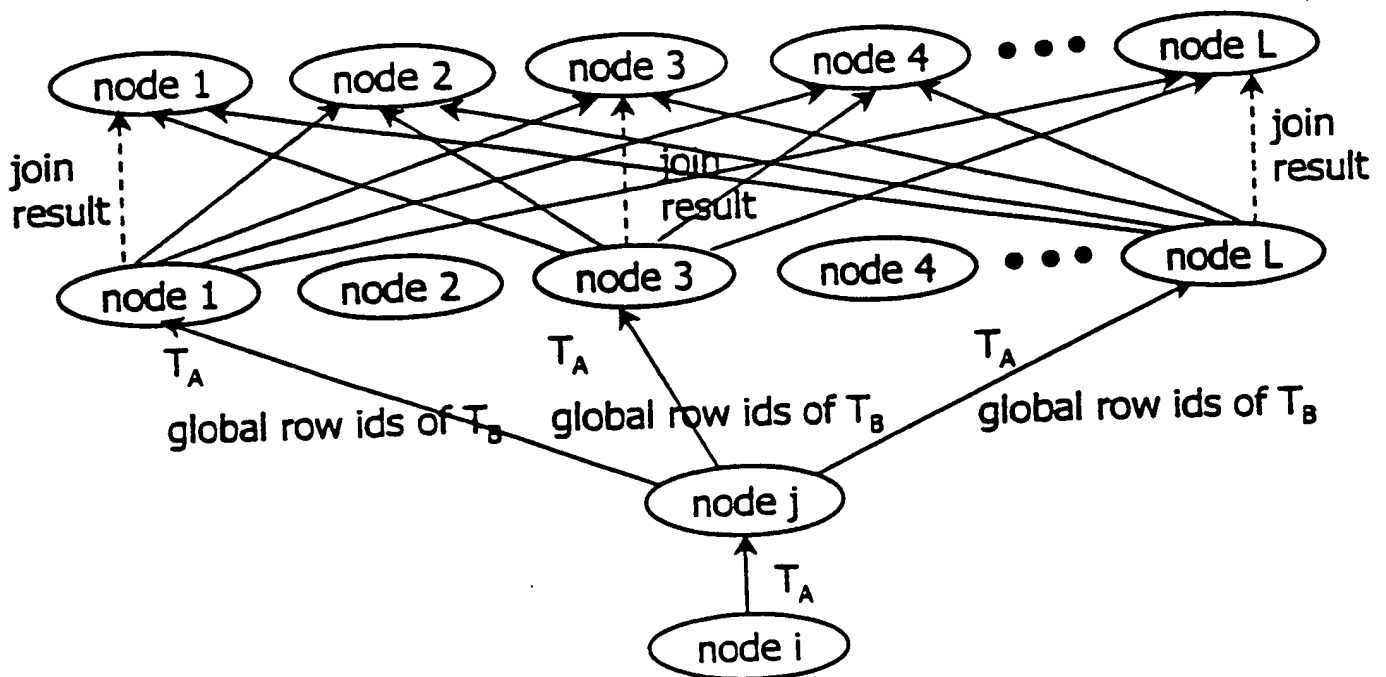 node 1
node 2
node 3
node 4
node L
join
result
join
result
join
result
node 1
node 2
node 3
node 4
node L
T_A
T_A
T_A
global row ids of T_B
global row ids of T_B
global row ids of T_B
node j
T_A
node i